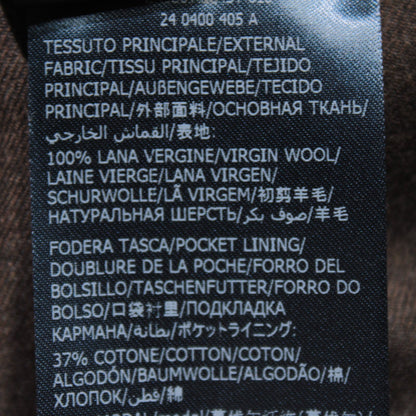 24 0400 405 A
TESSUTO PRINCIPALE/EXTERNAL
FABRIC/TISSU PRINCIPAL/TEJIDO
PRINCIPAL/AUßENGEWEBE/TECIDO
PRINCIPAL/外部面料/ОСНОВНАЯ ТКАНЬ/
القماش الخارجي/表地:
100% LANA VERGINE/VIRGIN WOOL/
LAINE VIERGE/LANA VIRGEN/
SCHURWOLLE/LÃ VIRGEM/初剪羊毛/
НАТУРАЛЬНАЯ ШЕРСТЬ/صوف بكر/羊毛
FODERA TASCA/POCKET LINING/
DOUBLURE DE LA POCHE/FORRO DEL
BOLSILLO/TASCHENFUTTER/FORRO DO
BOLSO/口袋衬里/ПОДКЛАДКА
КАРМАНА/بطانة/ポケットライニング:
37% COTONE/COTTON/COTON/
ALGODÓN/BAUMWOLLE/ALGODÃO/棉/
ХЛОПОК/قطن/綿